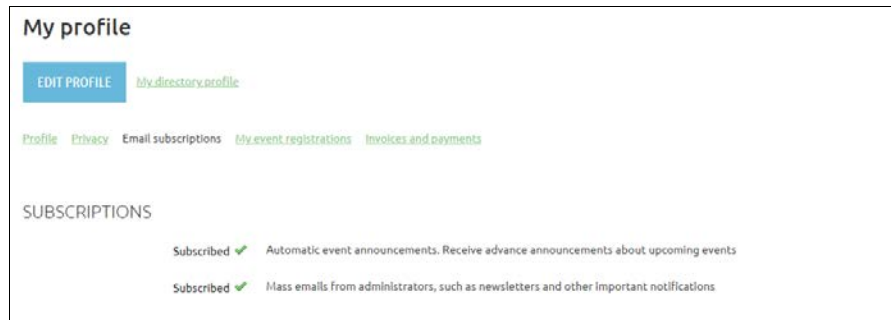 My profile
EDIT PROFILE My directory profile
Profile Privacy Email subscriptions My event registrations Invoices and payments
SUBSCRIPTIONS
Subscribed ✔ Automatic event announcements. Receive advance announcements about upcoming events
Subscribed ✔ Mass emails from administrators, such as newsletters and other important notifications